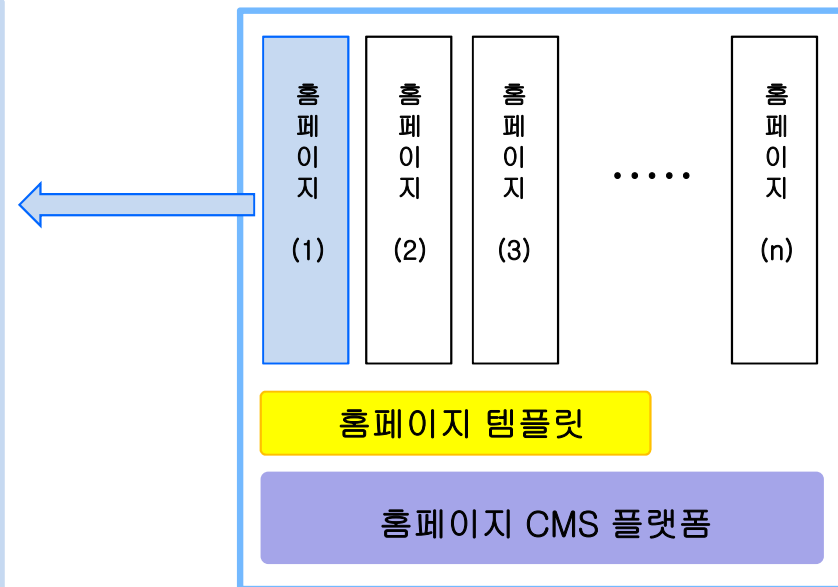 홈페이지 (1)
홈페이지 (2)
홈페이지 (3)
.....
홈페이지 (n)
홈페이지 템플릿
홈페이지 CMS 플랫폼